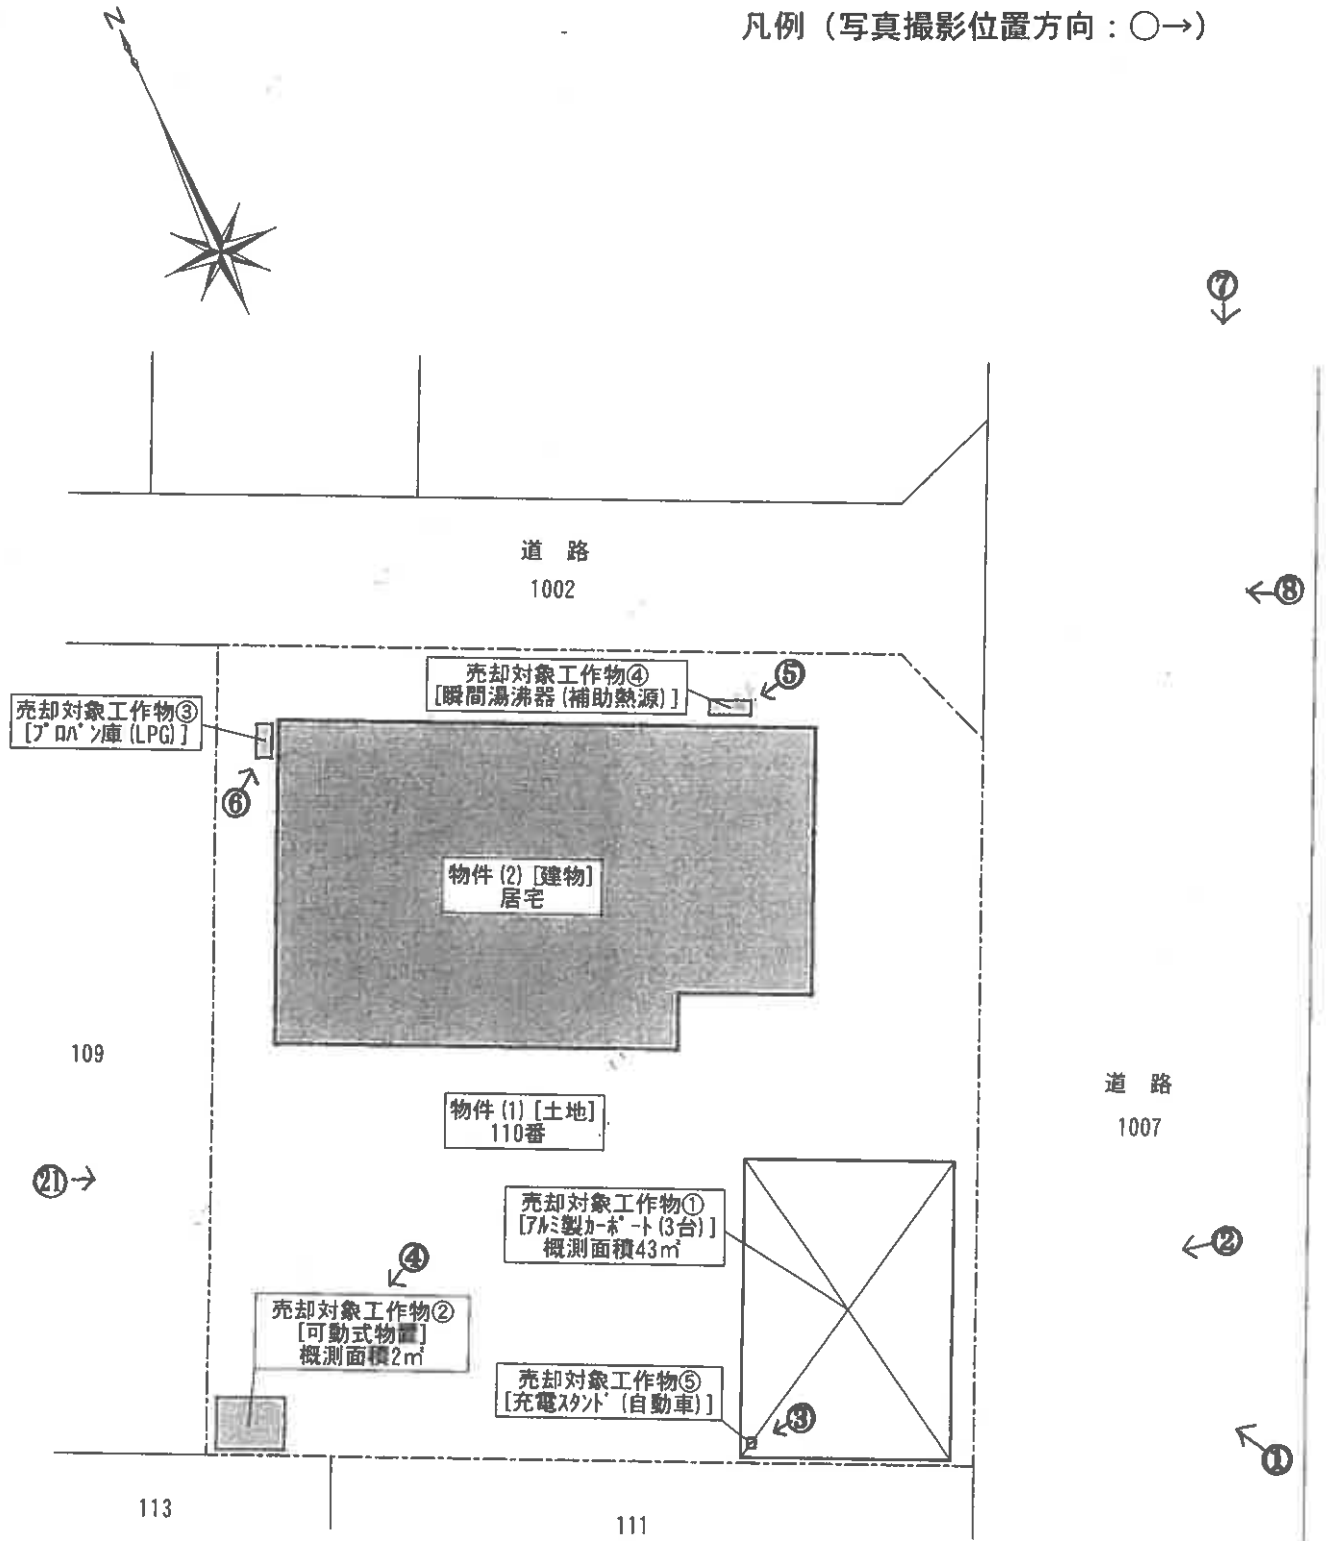 凡例（写真撮影位置方向：○→）
N
⑦
道 路
1002
⑧
売却対象工作物④
[瞬間湯沸器(補助熱源)]
⑤
売却対象工作物③
[プロパン庫(LPG)]
⑥
物件(2)[建物]
居宅
109
物件(1)[土地]
110番
道 路
1007
㉑
売却対象工作物①
[アルミ製カーポート(3台)]
概測面積43㎡
②
④
売却対象工作物②
[可動式物置]
概測面積2㎡
売却対象工作物⑤
[充電スタンド(自動車)]
③
①
113
111